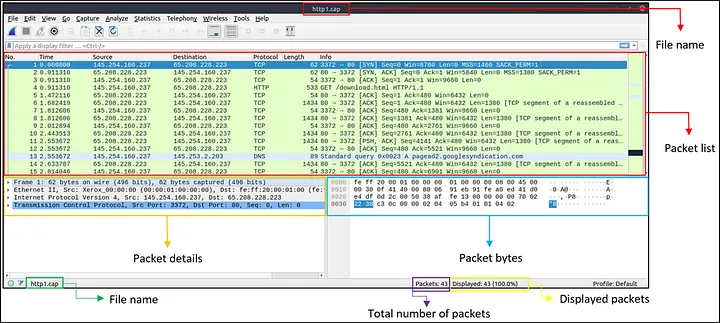 http1.cap
File name
File Edit View Go Capture Analyze Statistics Telephony Wireless Tools Help
Apply a display filter ... <Ctrl-/>
No. Time Source Destination Protocol Length Info
1 0.000000 145.254.160.237 65.208.228.223 TCP 62 3372 → 80 [SYN] Seq=0 Win=8760 Len=0 MSS=1460 SACK_PERM=1
2 0.911310 65.208.228.223 145.254.160.237 TCP 62 80 → 3372 [SYN, ACK] Seq=0 Ack=1 Win=5840 Len=0 MSS=1380 SACK_PERM=1
3 0.911310 145.254.160.237 65.208.228.223 TCP 54 3372 → 80 [ACK] Seq=1 Ack=1 Win=9660 Len=0
4 0.911310 145.254.160.237 65.208.228.223 HTTP 533 GET /download.html HTTP/1.1
5 1.472116 65.208.228.223 145.254.160.237 TCP 54 80 → 3372 [ACK] Seq=1 Ack=480 Win=6432 Len=0
6 1.682419 65.208.228.223 145.254.160.237 TCP 1434 80 → 3372 [ACK] Seq=1 Ack=480 Win=6432 Len=1380 [TCP segment of a reassembled ...
7 1.812606 145.254.160.237 65.208.228.223 TCP 54 3372 → 80 [ACK] Seq=480 Ack=1381 Win=9660 Len=0
8 1.812606 65.208.228.223 145.254.160.237 TCP 1434 80 → 3372 [ACK] Seq=1381 Ack=480 Win=6432 Len=1380 [TCP segment of a reassembl...
9 2.012894 145.254.160.237 65.208.228.223 TCP 54 3372 → 80 [ACK] Seq=480 Ack=2761 Win=9660 Len=0
10 2.443513 65.208.228.223 145.254.160.237 TCP 1434 80 → 3372 [ACK] Seq=2761 Ack=480 Win=6432 Len=1380 [TCP segment of a reassembl...
11 2.553672 65.208.228.223 145.254.160.237 TCP 1434 80 → 3372 [PSH, ACK] Seq=4141 Ack=480 Win=6432 Len=1380 [TCP segment of a reas...
12 2.553672 145.254.160.237 65.208.228.223 TCP 54 3372 → 80 [ACK] Seq=480 Ack=5521 Win=9660 Len=0
13 2.553672 145.254.160.237 145.253.2.203 DNS 89 Standard query 0x0023 A pagead2.googlesyndication.com
14 2.633787 65.208.228.223 145.254.160.237 TCP 1434 80 → 3372 [ACK] Seq=5521 Ack=480 Win=6432 Len=1380 [TCP segment of a reassembl...
15 2.814046 145.254.160.237 65.208.228.223 TCP 54 3372 → 80 [ACK] Seq=480 Ack=6901 Win=9660 Len=0
Packet list
Frame 1: 62 bytes on wire (496 bits), 62 bytes captured (496 bits)
Ethernet II, Src: Xerox_00:00:00 (00:00:01:00:00:00), Dst: fe:ff:20:00:01:00 (fe:
Internet Protocol Version 4, Src: 145.254.160.237, Dst: 65.208.228.223
Transmission Control Protocol, Src Port: 3372, Dst Port: 80, Seq: 0, Len: 0
0000 fe ff 20 00 01 00 00 00 01 00 00 00 08 00 45 00 E·
0010 00 30 0f 41 40 00 80 06 91 eb 91 fe a0 ed 41 d0 ·0·A@· A·
0020 e4 df 0d 2c 00 50 38 af fe 13 00 00 00 00 70 02 ···,·P8· p·
0030 22 38 c3 0c 00 00 02 04 05 b4 01 01 04 02 "8
Packet details
Packet bytes
http1.cap
Packets: 43
Displayed: 43 (100.0%)
Profile: Default
File name
Displayed packets
Total number of packets